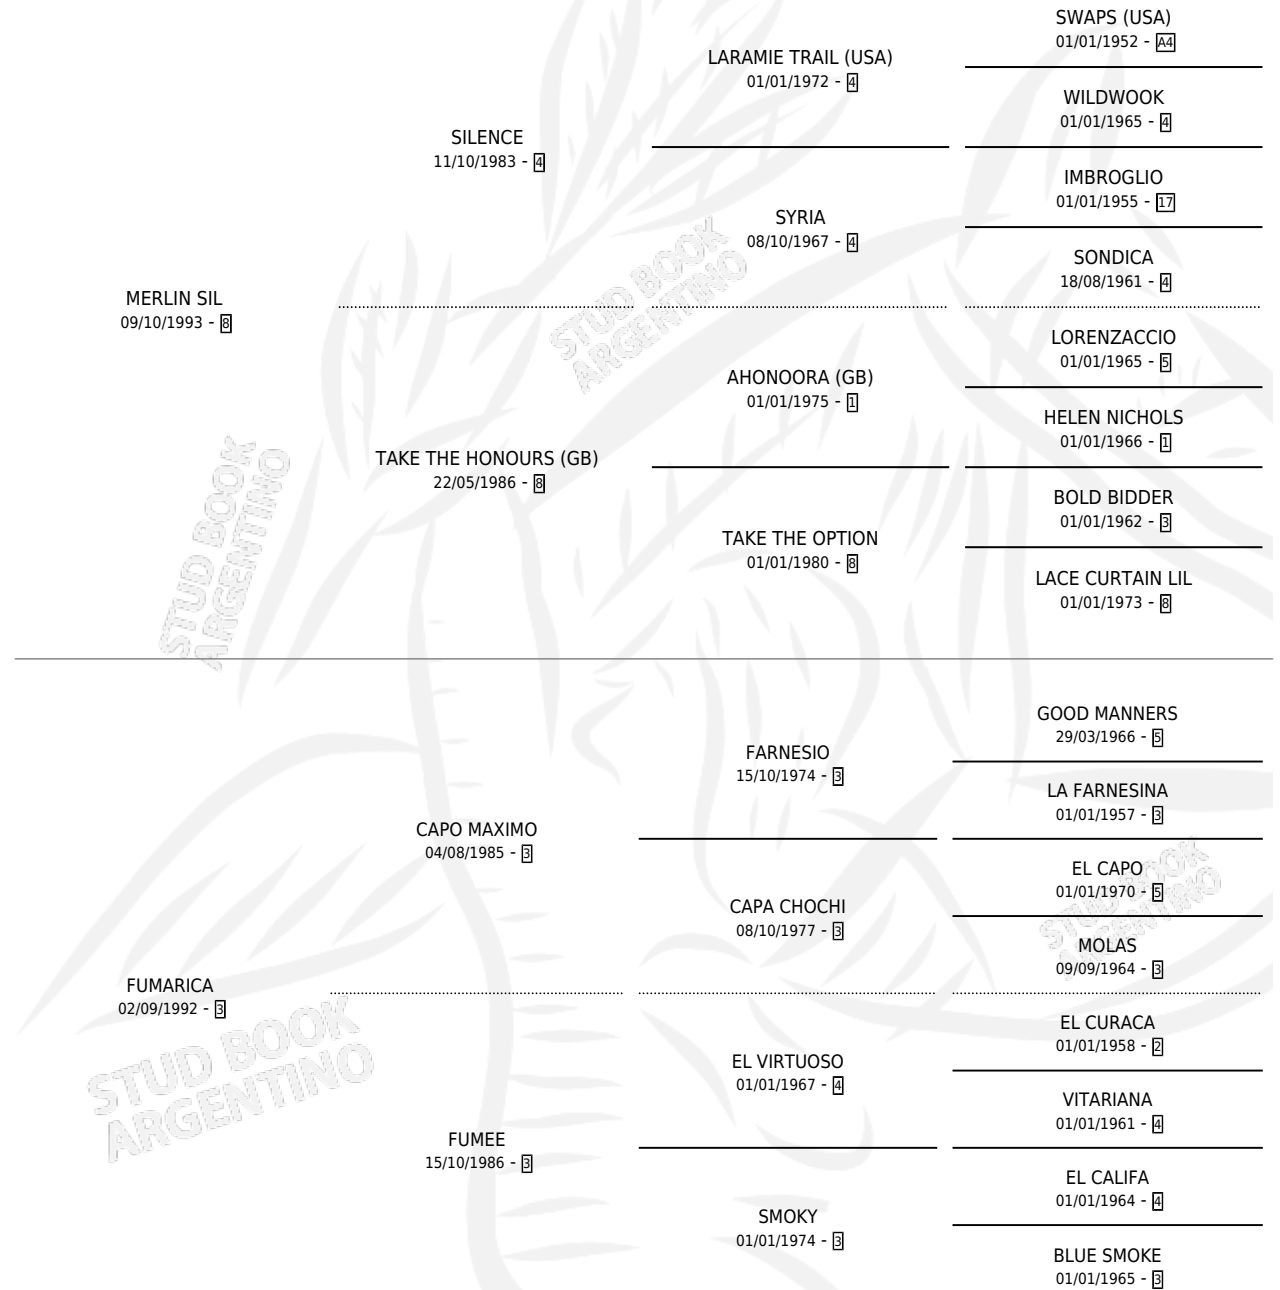 SWAPS (USA)
01/01/1952 - A4
LARAMIE TRAIL (USA)
01/01/1972 - 4
WILDWOOK
01/01/1965 - 4
SILENCE
11/10/1983 - 4
IMBROGLIO
01/01/1955 - 17
SYRIA
08/10/1967 - 4
SONDICA
18/08/1961 - 4
MERLIN SIL
09/10/1993 - 8
LORENZACCIO
01/01/1965 - 5
AHONOORA (GB)
01/01/1975 - 1
HELEN NICHOLS
01/01/1966 - 1
TAKE THE HONOURS (GB)
22/05/1986 - 8
BOLD BIDDER
01/01/1962 - 3
TAKE THE OPTION
01/01/1980 - 8
LACE CURTAIN LIL
01/01/1973 - 8
STUD BOOK
ARGENTINO
STUD BOOK
ARGENTINO
GOOD MANNERS
29/03/1966 - 5
FARNESIO
15/10/1974 - 3
LA FARNESINA
01/01/1957 - 3
CAPO MAXIMO
04/08/1985 - 3
EL CAPO
01/01/1970 - 5
CAPA CHOCHI
08/10/1977 - 3
MOLAS
09/09/1964 - 3
FUMARICA
02/09/1992 - 3
EL CURACA
01/01/1958 - 2
EL VIRTUOSO
01/01/1967 - 4
VITARIANA
01/01/1961 - 4
FUMEE
15/10/1986 - 3
EL CALIFA
01/01/1964 - 4
SMOKY
01/01/1974 - 3
BLUE SMOKE
01/01/1965 - 3
STUD BOOK
ARGENTINO
STUD BOOK
ARGENTINO